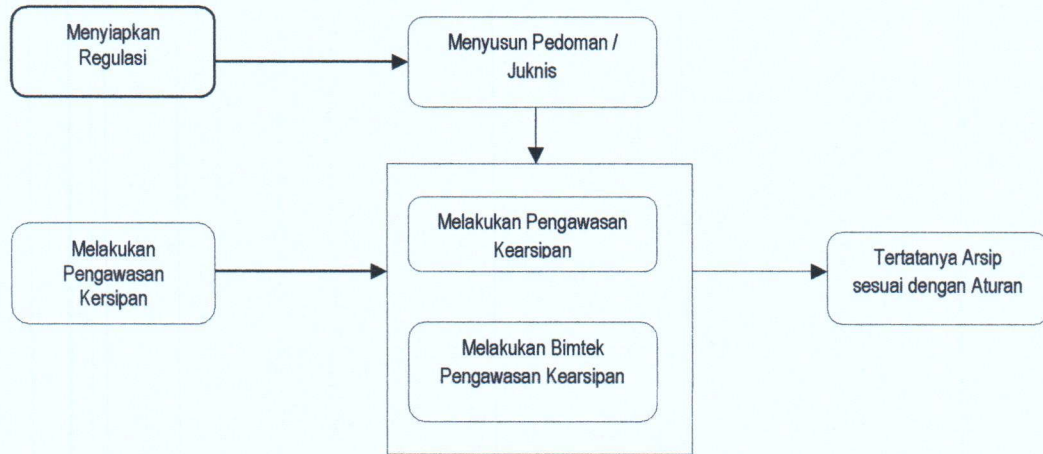 Menyiapkan
Regulasi
Menyusun Pedoman /
Juknis
Melakukan
Pengawasan
Kersipan
Melakukan Pengawasan
Kearsipan
Melakukan Bimtek
Pengawasan Kearsipan
Tertatanya Arsip
sesuai dengan Aturan